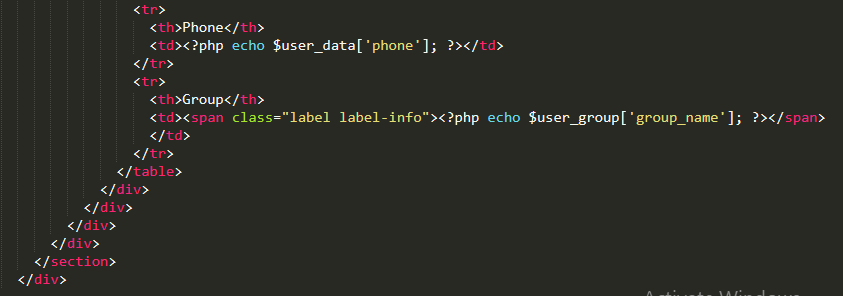 <tr>
<th>Phone</th>
<td><?php echo $user_data['phone']; ?></td>
</tr>
<tr>
<th>Group</th>
<td><span class="label label-info"><?php echo $user_group['group_name']; ?></span>
</td>
</tr>
</table>
</div>
</div>
</div>
</div>
</section>
</div>
Activate Windows